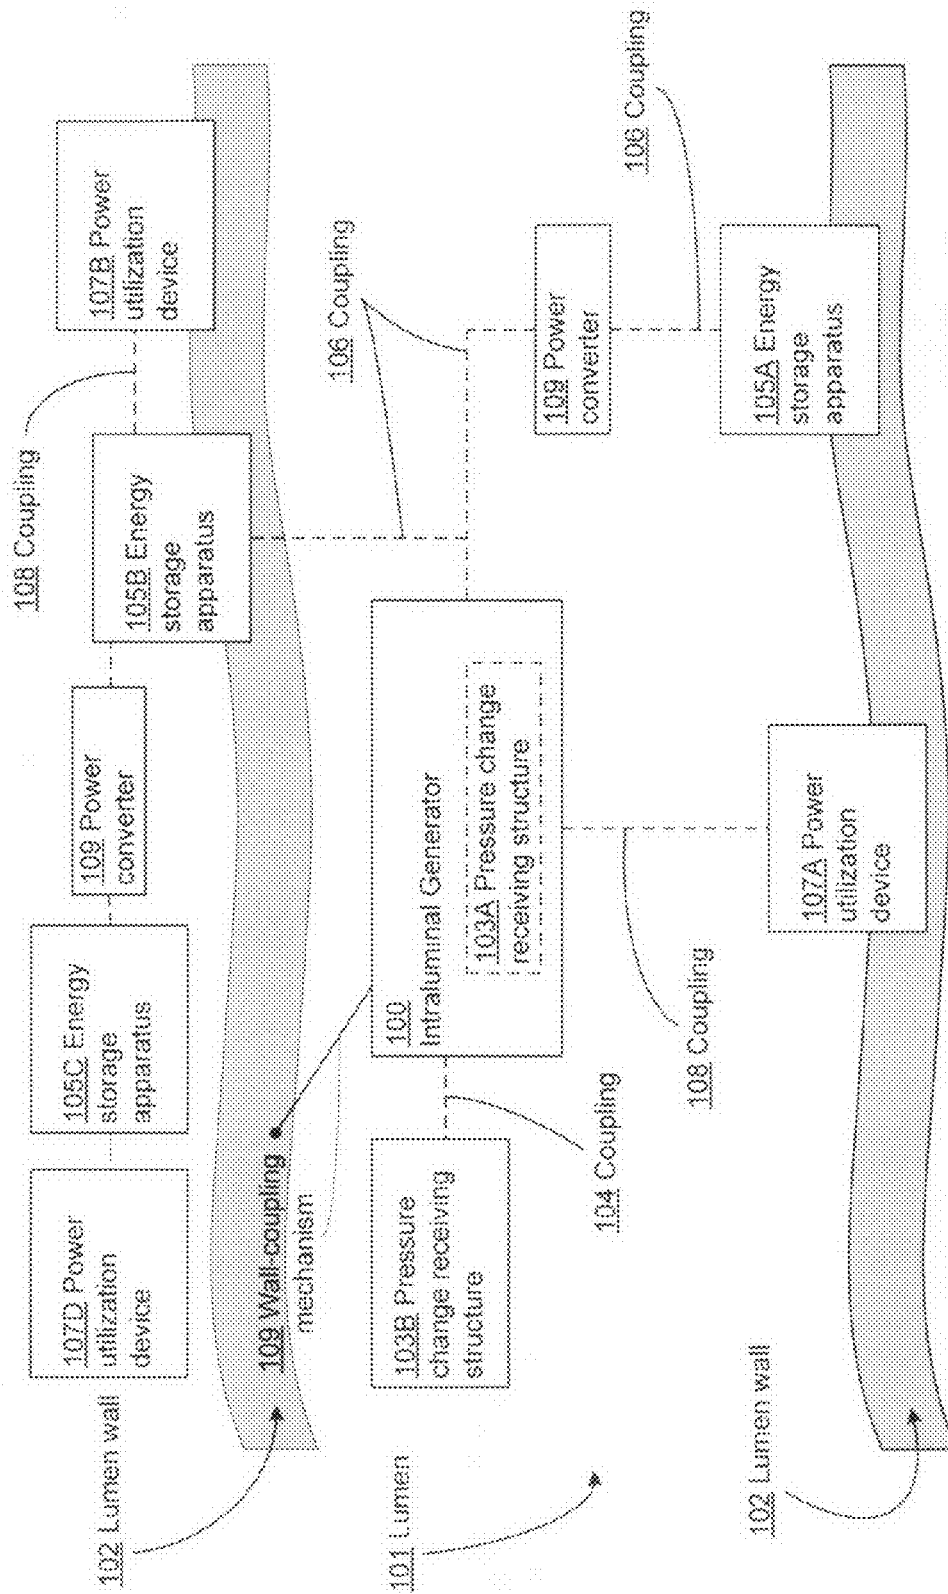 108 Coupling
107B Power
utilization
device
105B Energy
storage
apparatus
109 Power
converter
105C Energy
storage
apparatus
107D Power
utilization
device
102 Lumen wall
106 Coupling
109 Wall-coupling
mechanism
100
Intraluminal Generator
103A Pressure change
receiving structure
103B Pressure
change receiving
structure
101 Lumen
104 Coupling
109 Power
converter
106 Coupling
105A Energy
storage
apparatus
108 Coupling
107A Power
utilization
device
102 Lumen wall